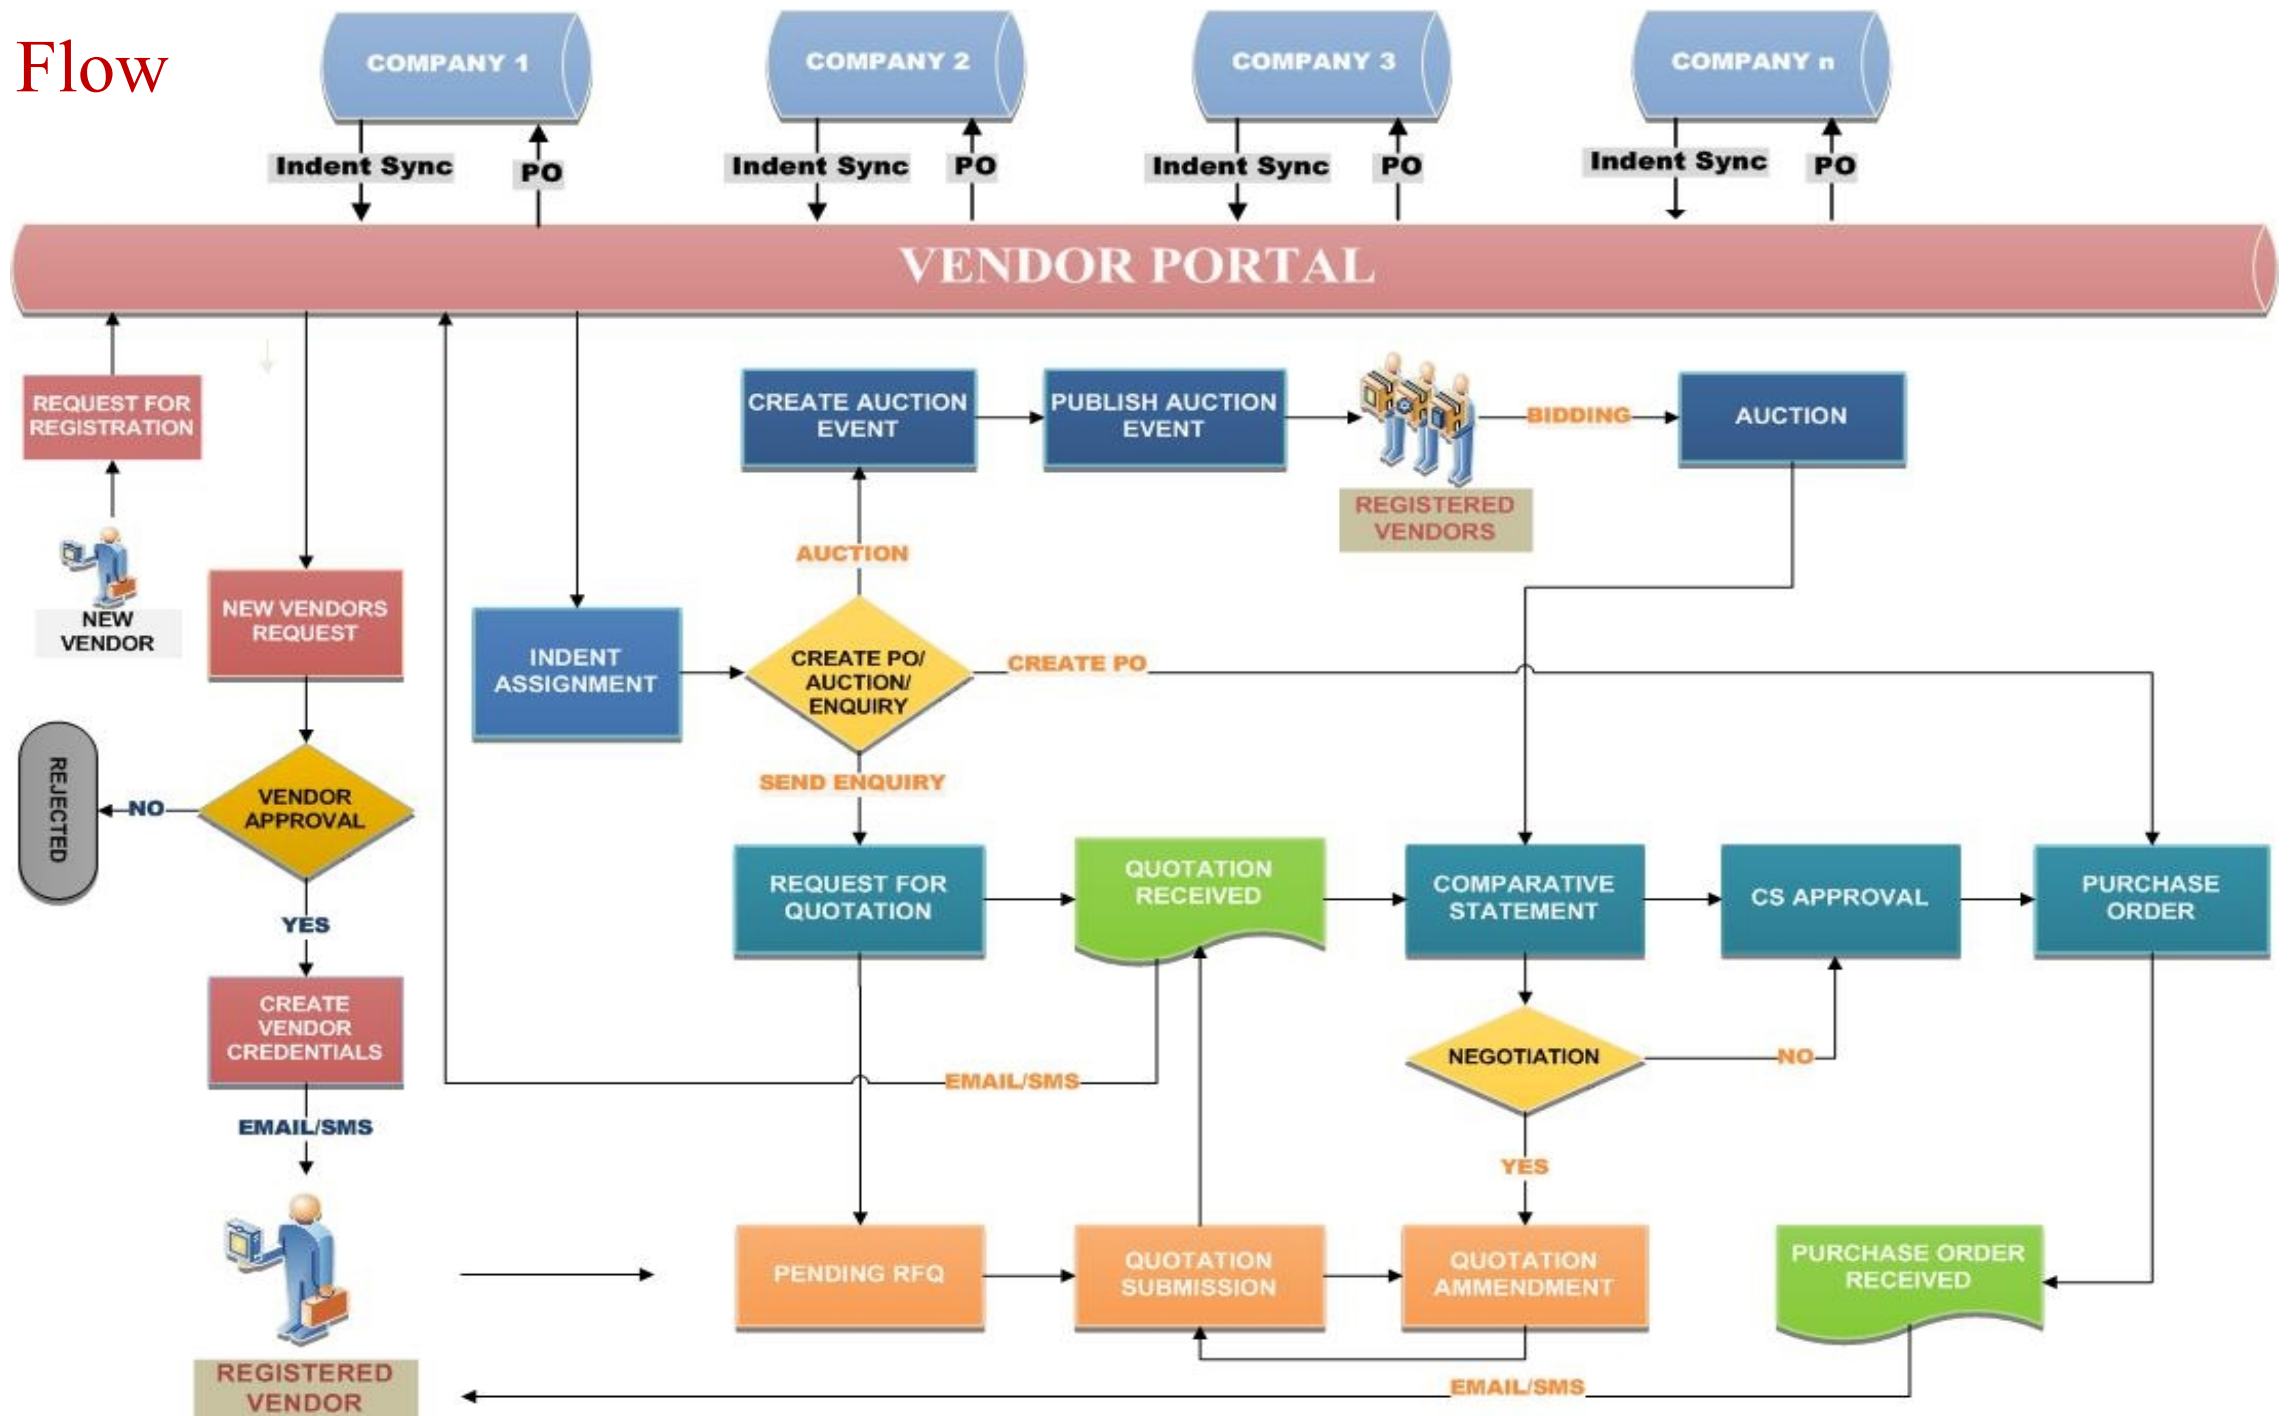 Flow
COMPANY 1
COMPANY 2
COMPANY 3
COMPANY n
Indent Sync
PO
Indent Sync
PO
Indent Sync
PO
Indent Sync
PO
VENDOR PORTAL
REQUEST FOR
REGISTRATION
NEW
VENDOR
NEW VENDORS
REQUEST
VENDOR
APPROVAL
NO
REJECTED
YES
CREATE
VENDOR
CREDENTIALS
EMAIL/SMS
REGISTERED
VENDOR
INDENT
ASSIGNMENT
CREATE PO/
AUCTION/
ENQUIRY
AUCTION
CREATE AUCTION
EVENT
PUBLISH AUCTION
EVENT
REGISTERED
VENDORS
BIDDING
AUCTION
CREATE PO
SEND ENQUIRY
REQUEST FOR
QUOTATION
QUOTATION
RECEIVED
COMPARATIVE
STATEMENT
CS APPROVAL
PURCHASE
ORDER
EMAIL/SMS
NEGOTIATION
NO
YES
PENDING RFQ
QUOTATION
SUBMISSION
QUOTATION
AMMENDMENT
PURCHASE ORDER
RECEIVED
EMAIL/SMS